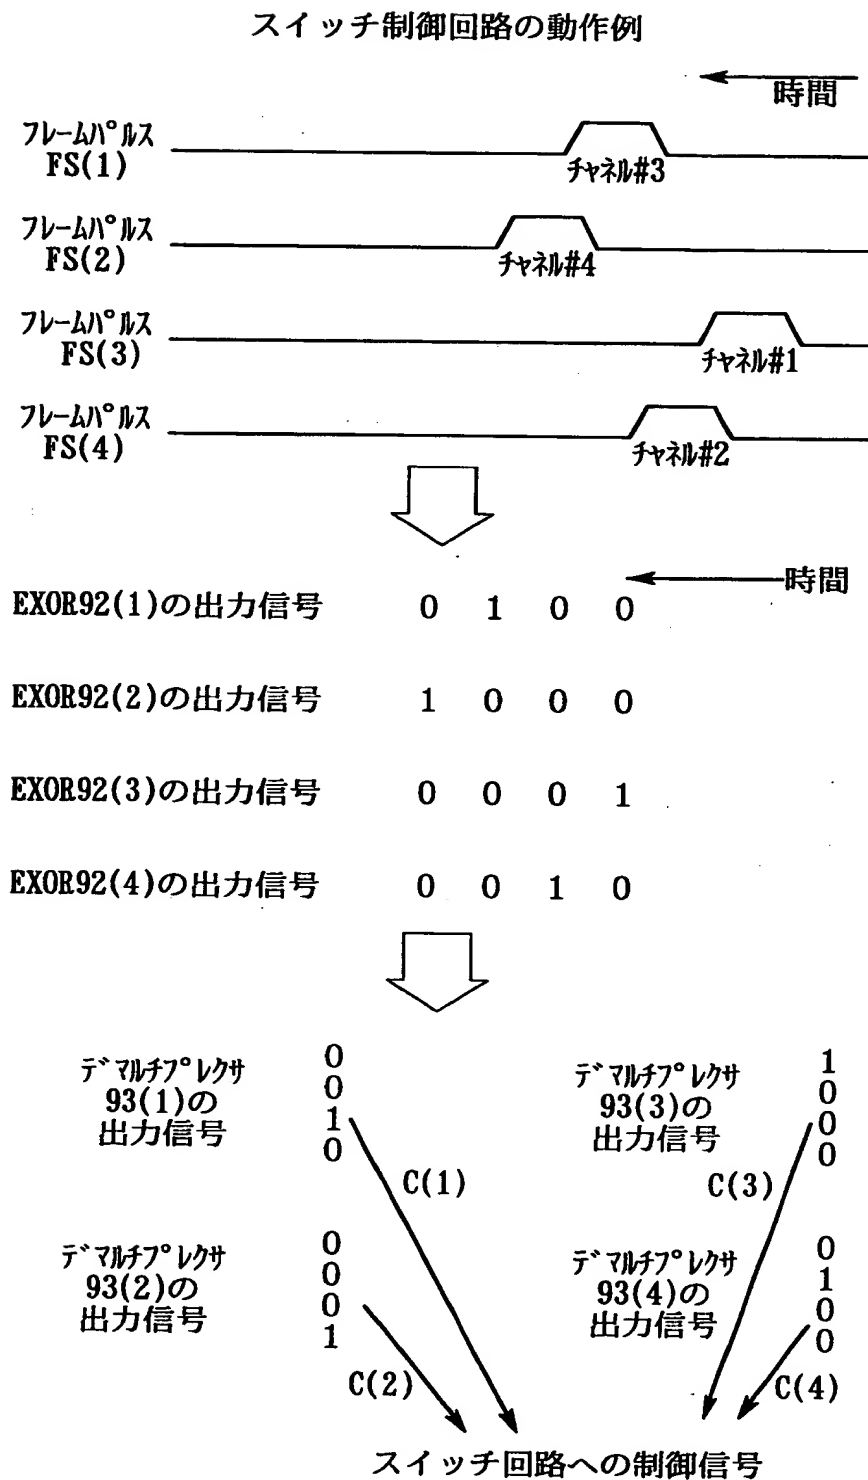 スイッチ制御回路の動作例
時間
フレームパルス
FS(1)
チャネル#3
フレームパルス
FS(2)
チャネル#4
フレームパルス
FS(3)
チャネル#1
フレームパルス
FS(4)
チャネル#2
時間
EXOR92(1)の出力信号 0 1 0 0
EXOR92(2)の出力信号 1 0 0 0
EXOR92(3)の出力信号 0 0 0 1
EXOR92(4)の出力信号 0 0 1 0
デマルチプレクサ
93(1)の
出力信号
0
0
1
0
C(1)
デマルチプレクサ
93(3)の
出力信号
1
0
0
0
C(3)
デマルチプレクサ
93(2)の
出力信号
0
0
0
1
C(2)
デマルチプレクサ
93(4)の
出力信号
0
1
0
0
C(4)
スイッチ回路への制御信号